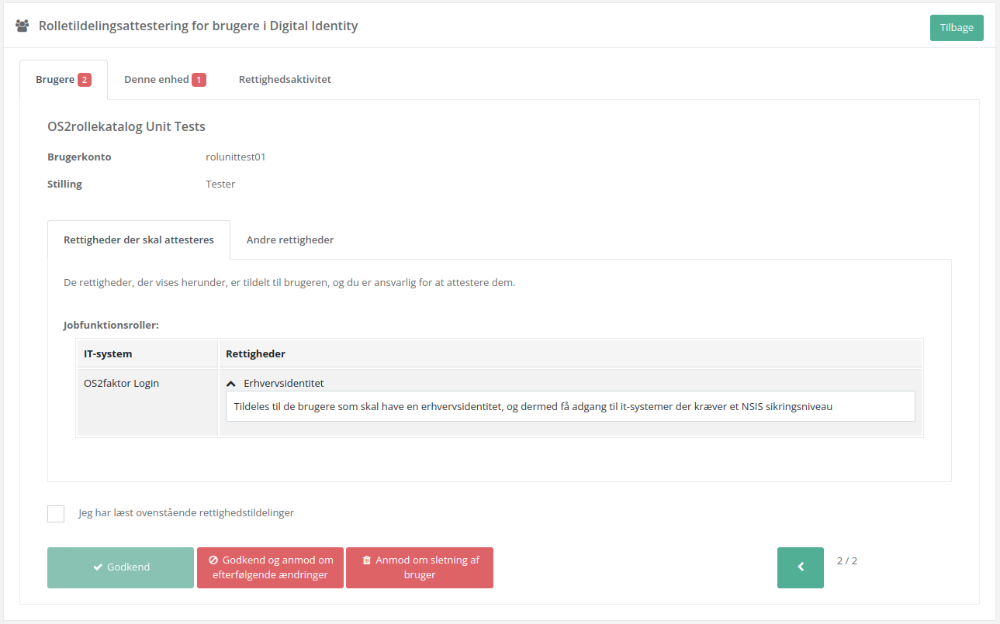 Rolletildelingsattestering for brugere i Digital Identity
Tilbage
Brugere 2
Denne enhed 1
Rettighedsaktivitet
OS2rollekatalog Unit Tests
Brugerkonto rolunittest01
Stilling Tester
Rettigheder der skal attesteres
Andre rettigheder
De rettigheder, der vises herunder, er tildelt til brugeren, og du er ansvarlig for at attestere dem.
Jobfunktionsroller:
IT-system Rettigheder
OS2faktor Login Erhvervsidentitet
Tildeles til de brugere som skal have en erhvervsidentitet, og dermed få adgang til it-systemer der kræver et NSIS sikringsniveau
Jeg har læst ovenstående rettighedstildelinger
Godkend
Godkend og anmod om
efterfølgende ændringer
Anmod om sletning af
bruger
2 / 2